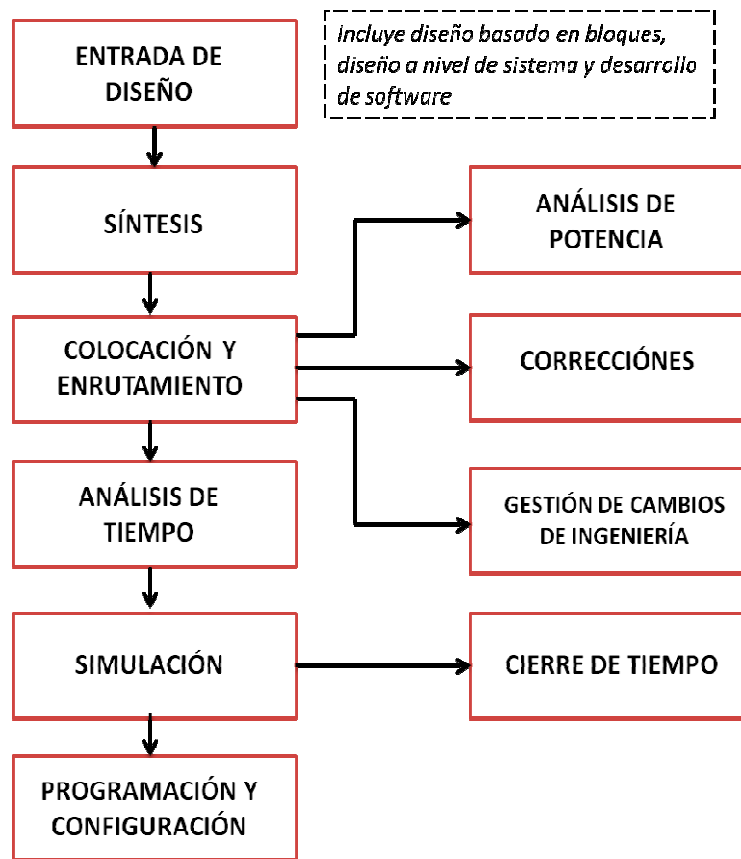 ENTRADA DE
DISEÑO
Incluye diseño basado en bloques,
diseño a nivel de sistema y desarrollo
de software
SÍNTESIS
ANÁLISIS DE
POTENCIA
COLOCACIÓN Y
ENRUTAMIENTO
CORRECCIÓNES
ANÁLISIS DE
TIEMPO
GESTIÓN DE CAMBIOS
DE INGENIERÍA
SIMULACIÓN
CIERRE DE TIEMPO
PROGRAMACIÓN Y
CONFIGURACIÓN